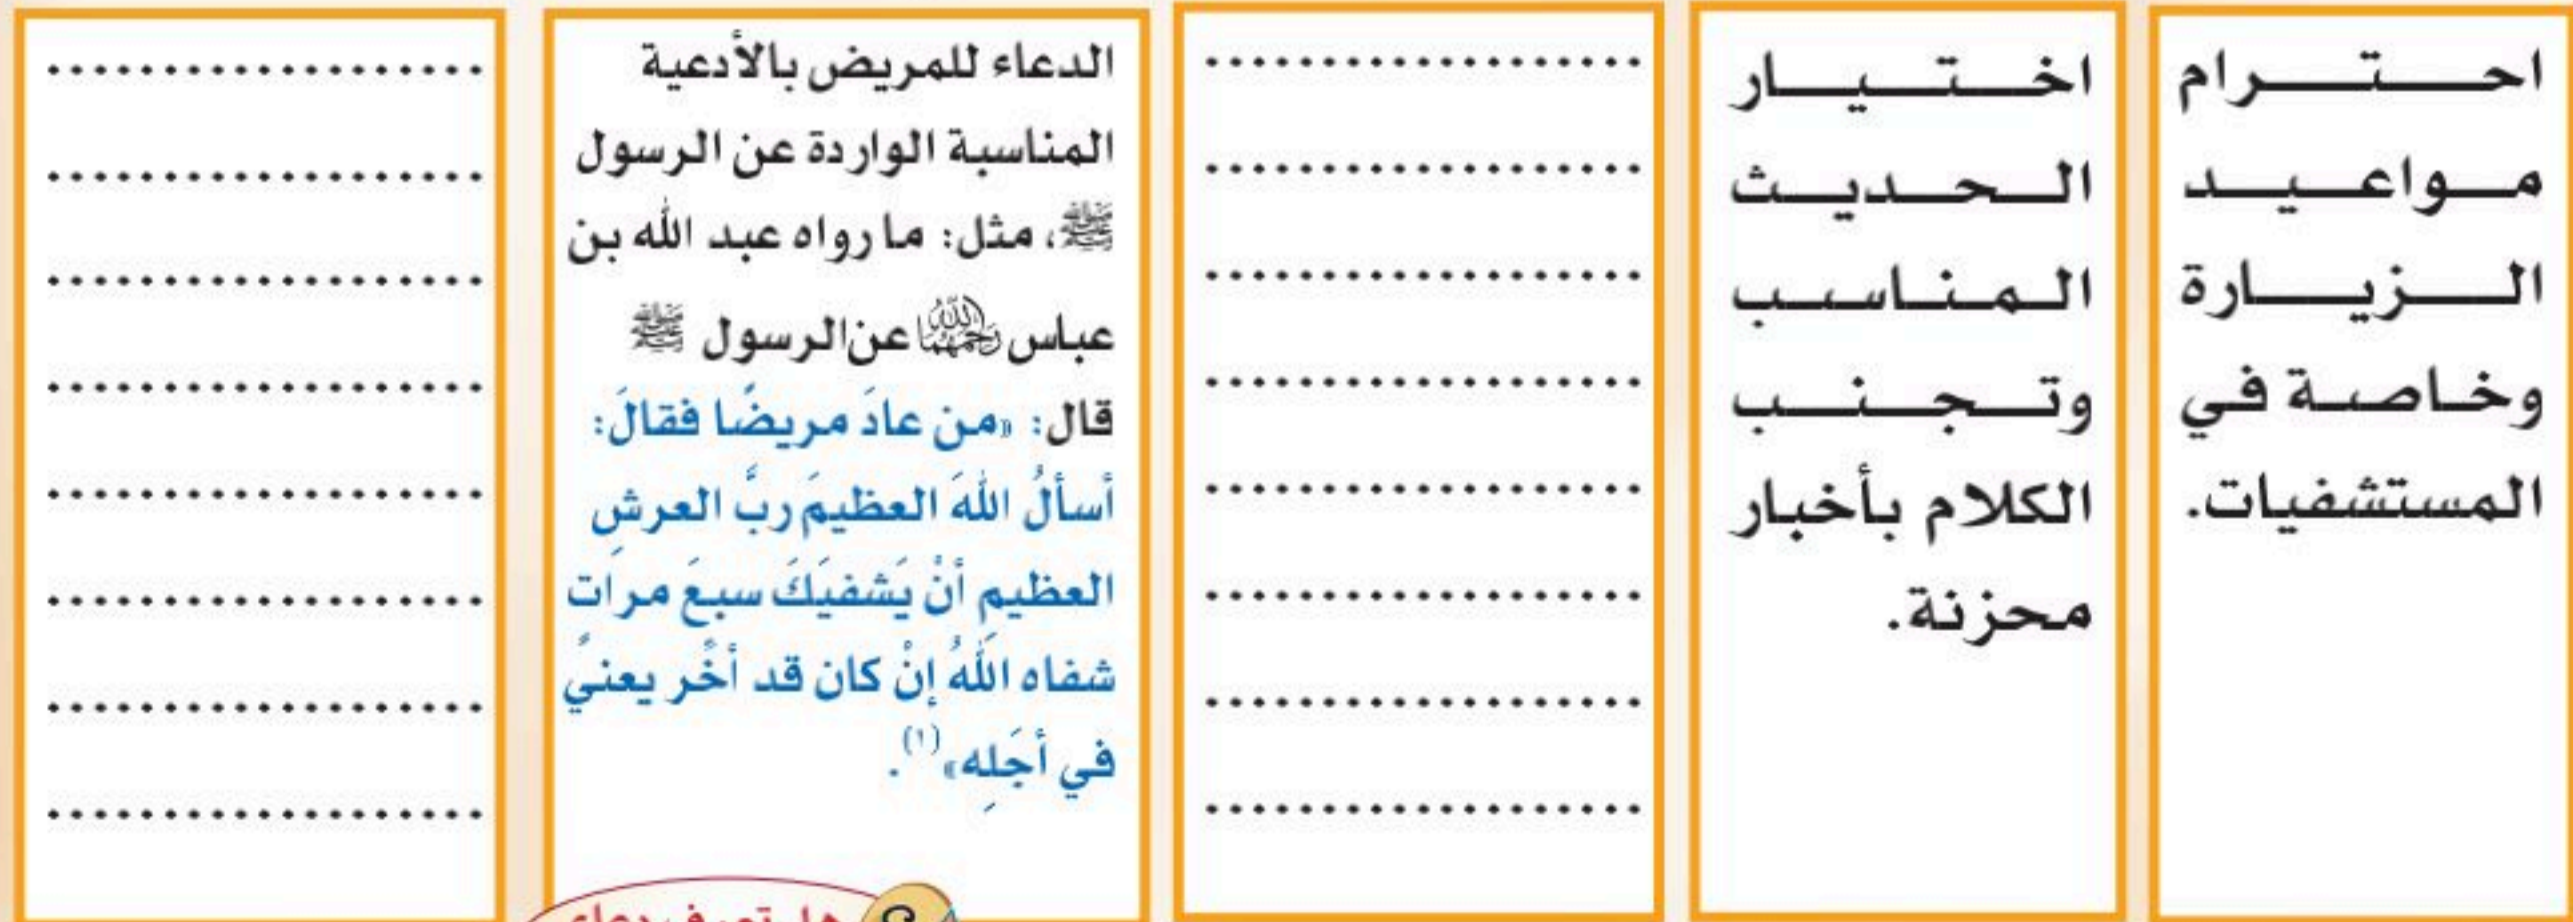 احترام
مواعيد
الزيارة
وخاصة في
المستشفيات.
اختيار
الحديث
المناسب
وتجنب
الكلام بأخبار
محزنة.
الدعاء للمريض بالأدعية
المناسبة الواردة عن الرسول
ﷺ، مثل: ما رواه عبد الله بن
عباس عن الرسول ﷺ
قال: «من عادَ مريضًا فقالَ:
أسألُ اللهَ العظيمَ ربَّ العرشِ
العظيمِ أنْ يَشفيَكَ سبعَ مراتٍ
شفاه اللهُ إنْ كان قد أخَّر يعني
في أجَلِه»(١).
هل تعرف دعاء